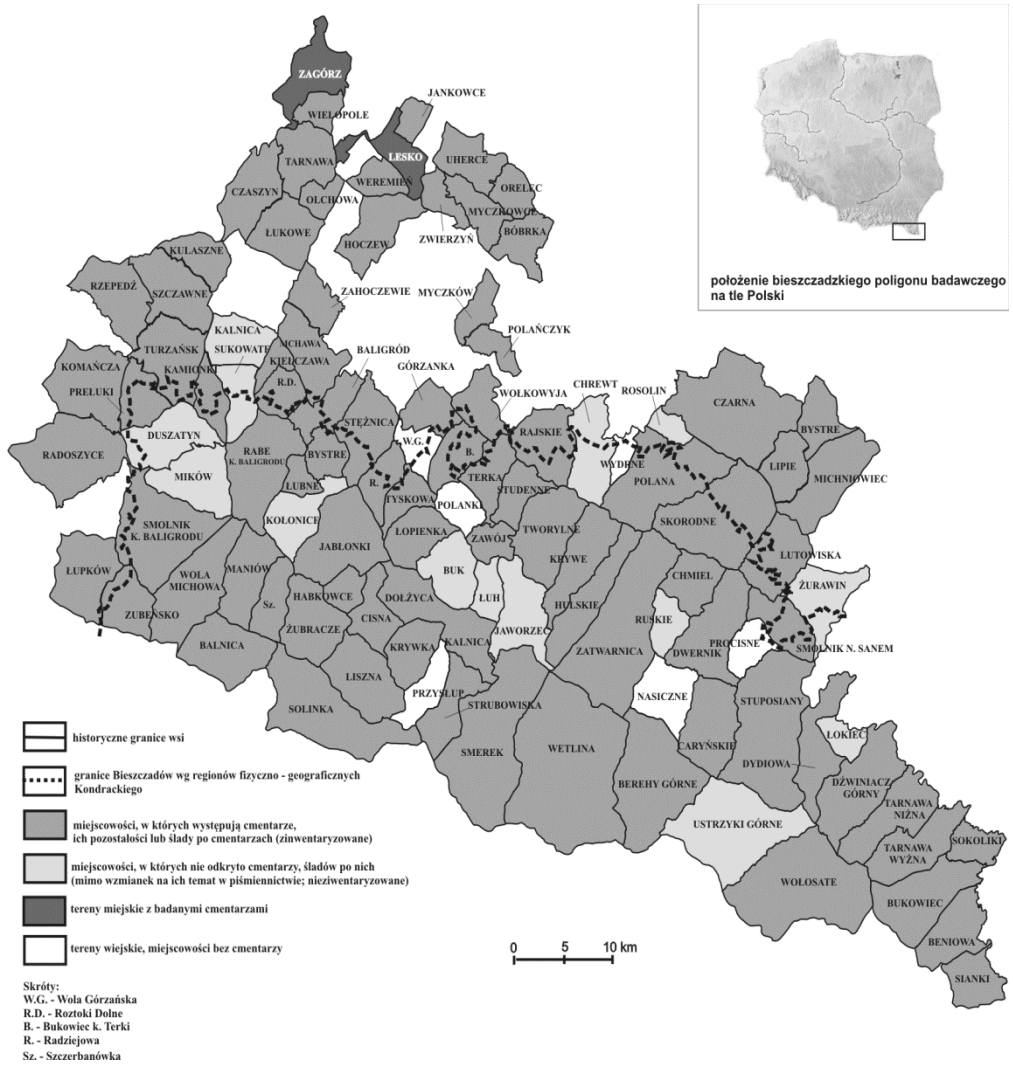 ZAGÓRZ
JANKOWCE
WIELOPOLE
TARNAWA
LESKO
UHERCE
CZASZYN
WEREMIEŃ
ORELEC
OLCHOWA
MYCZKOWCE
ŁUKOWE
ZWIERZYŃ
BÓBRKA
HOCZEW
KULASZNE
RZEPEDŹ
SZCZAWNE
ZAHOCZEWIE
MYCZKÓW
KALNICA
POLAŃCZYK
TURZAŃSK
SUKOWATE
KIEŁCZAWA
BALIGRÓD
GÓRZANKA
KOMAŃCZA
KAMIONKI
R.D.
WOŁKOWYJA
CHREWT
ROSOLIN
PREŁUKI
CZARNA
STĘŻNICA
RAJSKIE
DUSZATYN
W.G.
BYSTRE
RADOSZYCE
RABE
K. BALIGRODU
BYSTRE
B.
WYDRNE
LIPIE
MIKÓW
ŁUBNE
R.
TERKA
POLANA
MICHNIOWIEC
TYSKOWA
STUDENNE
KOŁONICE
POLANKI
SKORODNE
SMOLNIK
K. BALIGRODU
ŁOPIENKA
TWORYLNE
ZAWÓJ
JABŁONKI
LUTOWISKA
KRYWE
ŁUPKÓW
WOLA
MICHOWA
MANIÓW
BUK
CHMIEL
ŻURAWIN
Sz.
HABKOWCE
DOŁŻYCA
ŁUH
HULSKIE
ZUBEŃSKO
CISNA
RUSKIE
ŻUBRACZE
JAWORZEC
PROCISNE
BALNICA
KRYWKA
KALNICA
ZATWARNICA
DWERNIK
SMOLNIK N. SANEM
LISZNA
PRZYSŁUP
NASICZNE
STUPOSIANY
SOLINKA
STRUBOWISKA
ŁOKIEĆ
SMEREK
WETLINA
CARYŃSKIE
DYDIOWA
BEREHY GÓRNE
DŹWINIACZ
GÓRNY
TARNAWA
NIŻNA
USTRZYKI GÓRNE
SOKOLIKI
TARNAWA
WYŻNA
WOŁOSATE
BUKOWIEC
BENIOWA
SIANKI
położenie bieszczadzkiego poligonu badawczego
na tle Polski
historyczne granice wsi
granice Bieszczadów wg regionów fizyczno - geograficznych
Kondrackiego
miejscowości, w których występują cmentarze,
ich pozostałości lub ślady po cmentarzach (zinwentaryzowane)
miejscowości, w których nie odkryto cmentarzy, śladów po nich
(mimo wzmianek na ich temat w piśmiennictwie; nieziwentaryzowane)
tereny miejskie z badanymi cmentarzami
tereny wiejskie, miejscowości bez cmentarzy
0 5 10 km
Skróty:
W.G. - Wola Górzańska
R.D. - Roztoki Dolne
B. - Bukowiec k. Terki
R. - Radziejowa
Sz. - Szczerbanówka